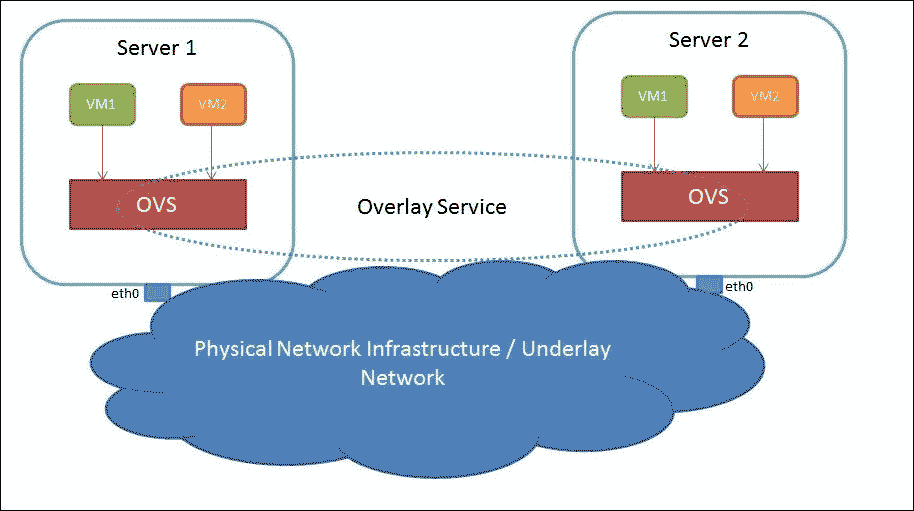 Server 1
Server 2
VM1
VM2
VM1
VM2
OVS
OVS
Overlay Service
eth0
eth0
Physical Network Infrastructure / Underlay
Network